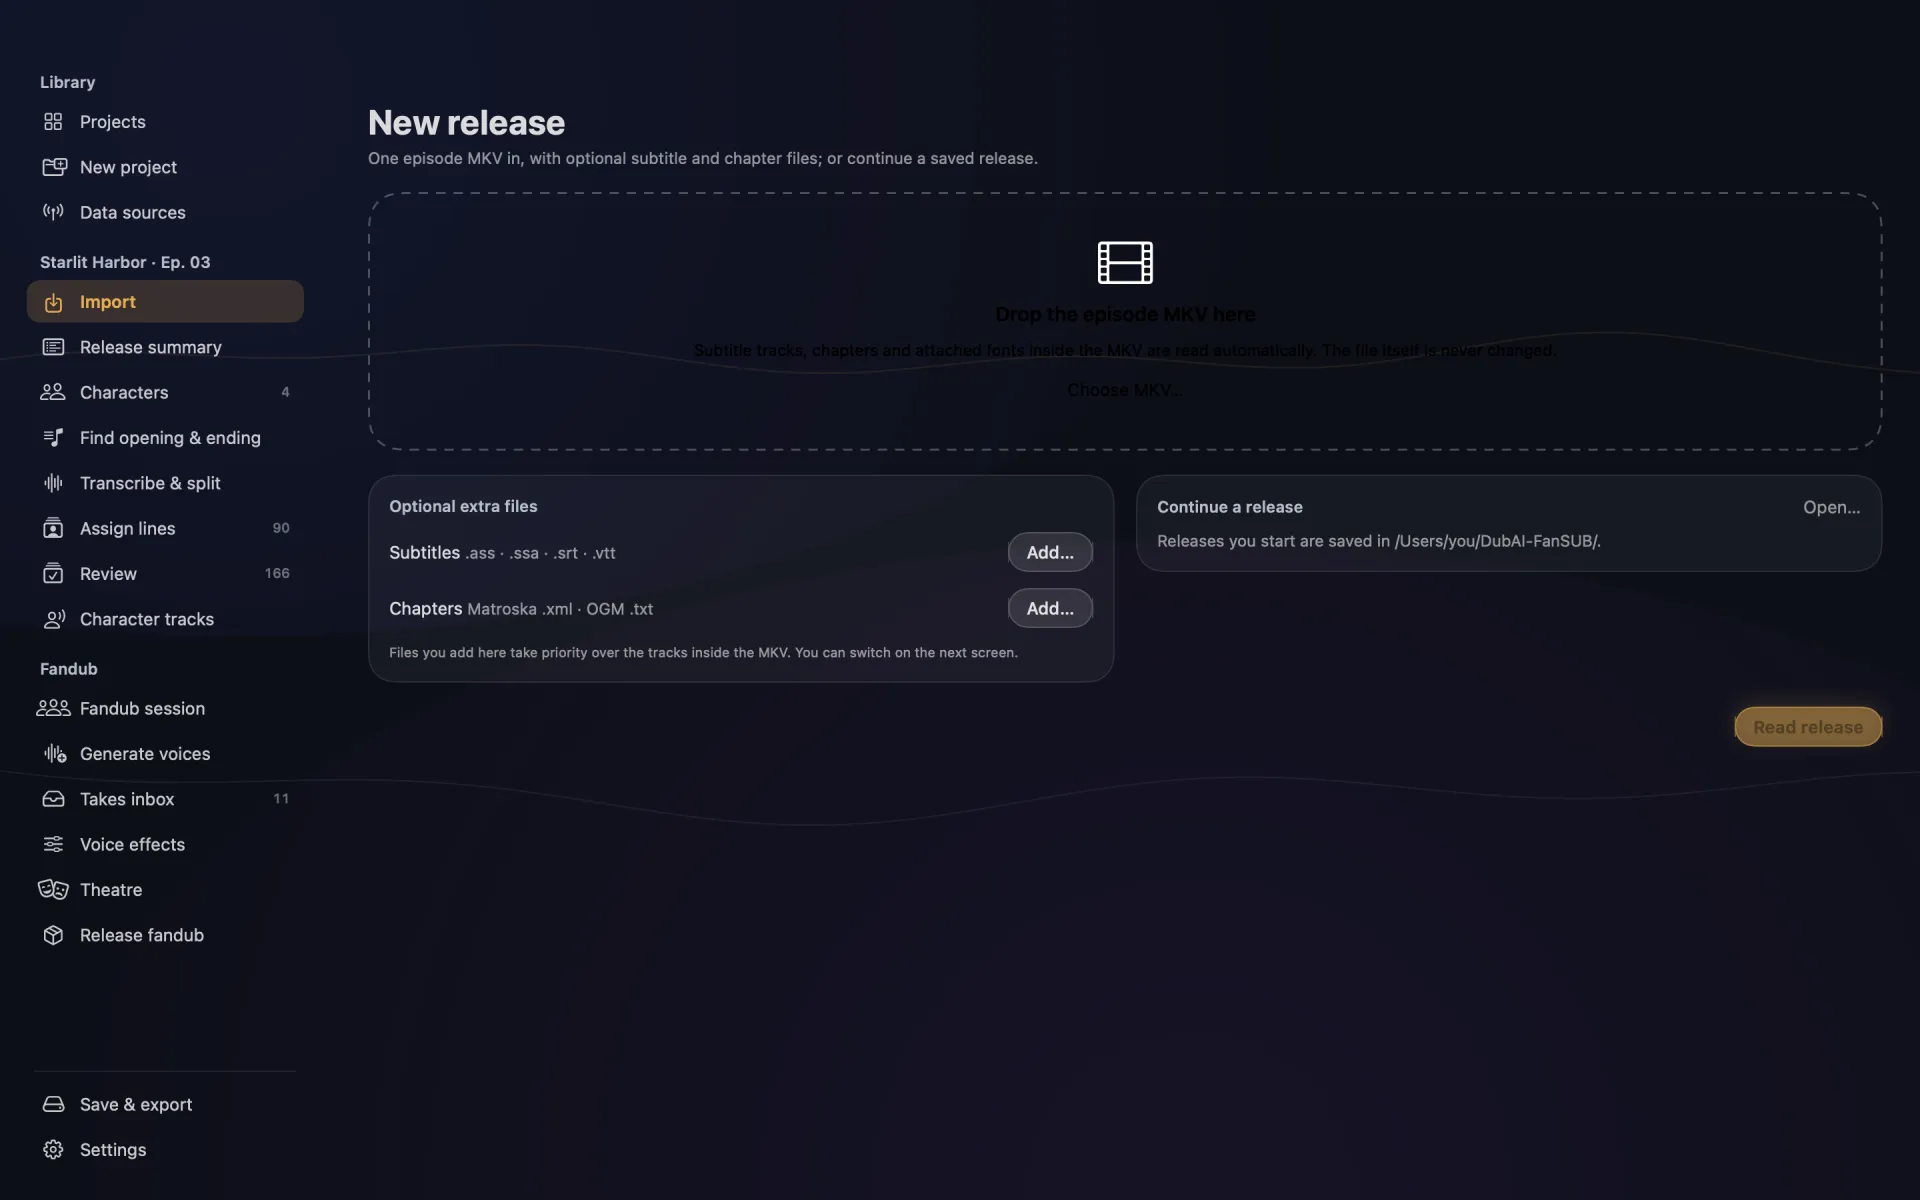 Library
Projects
New project
Data sources
Starlit Harbor · Ep. 03
Import
Release summary
Characters 4
Find opening & ending
Transcribe & split
Assign lines 90
Review 166
Character tracks
Fandub
Fandub session
Generate voices
Takes inbox 11
Voice effects
Theatre
Release fandub
Save & export
Settings
New release
One episode MKV in, with optional subtitle and chapter files; or continue a saved release.
Drop the episode MKV here
Subtitle tracks, chapters and attached fonts inside the MKV are read automatically. The file itself is never changed.
Choose MKV...
Optional extra files
Subtitles .ass · .ssa · .srt · .vtt Add...
Chapters Matroska .xml · OGM .txt Add...
Files you add here take priority over the tracks inside the MKV. You can switch on the next screen.
Continue a release Open...
Releases you start are saved in /Users/you/DubAI-FanSUB/.
Read release